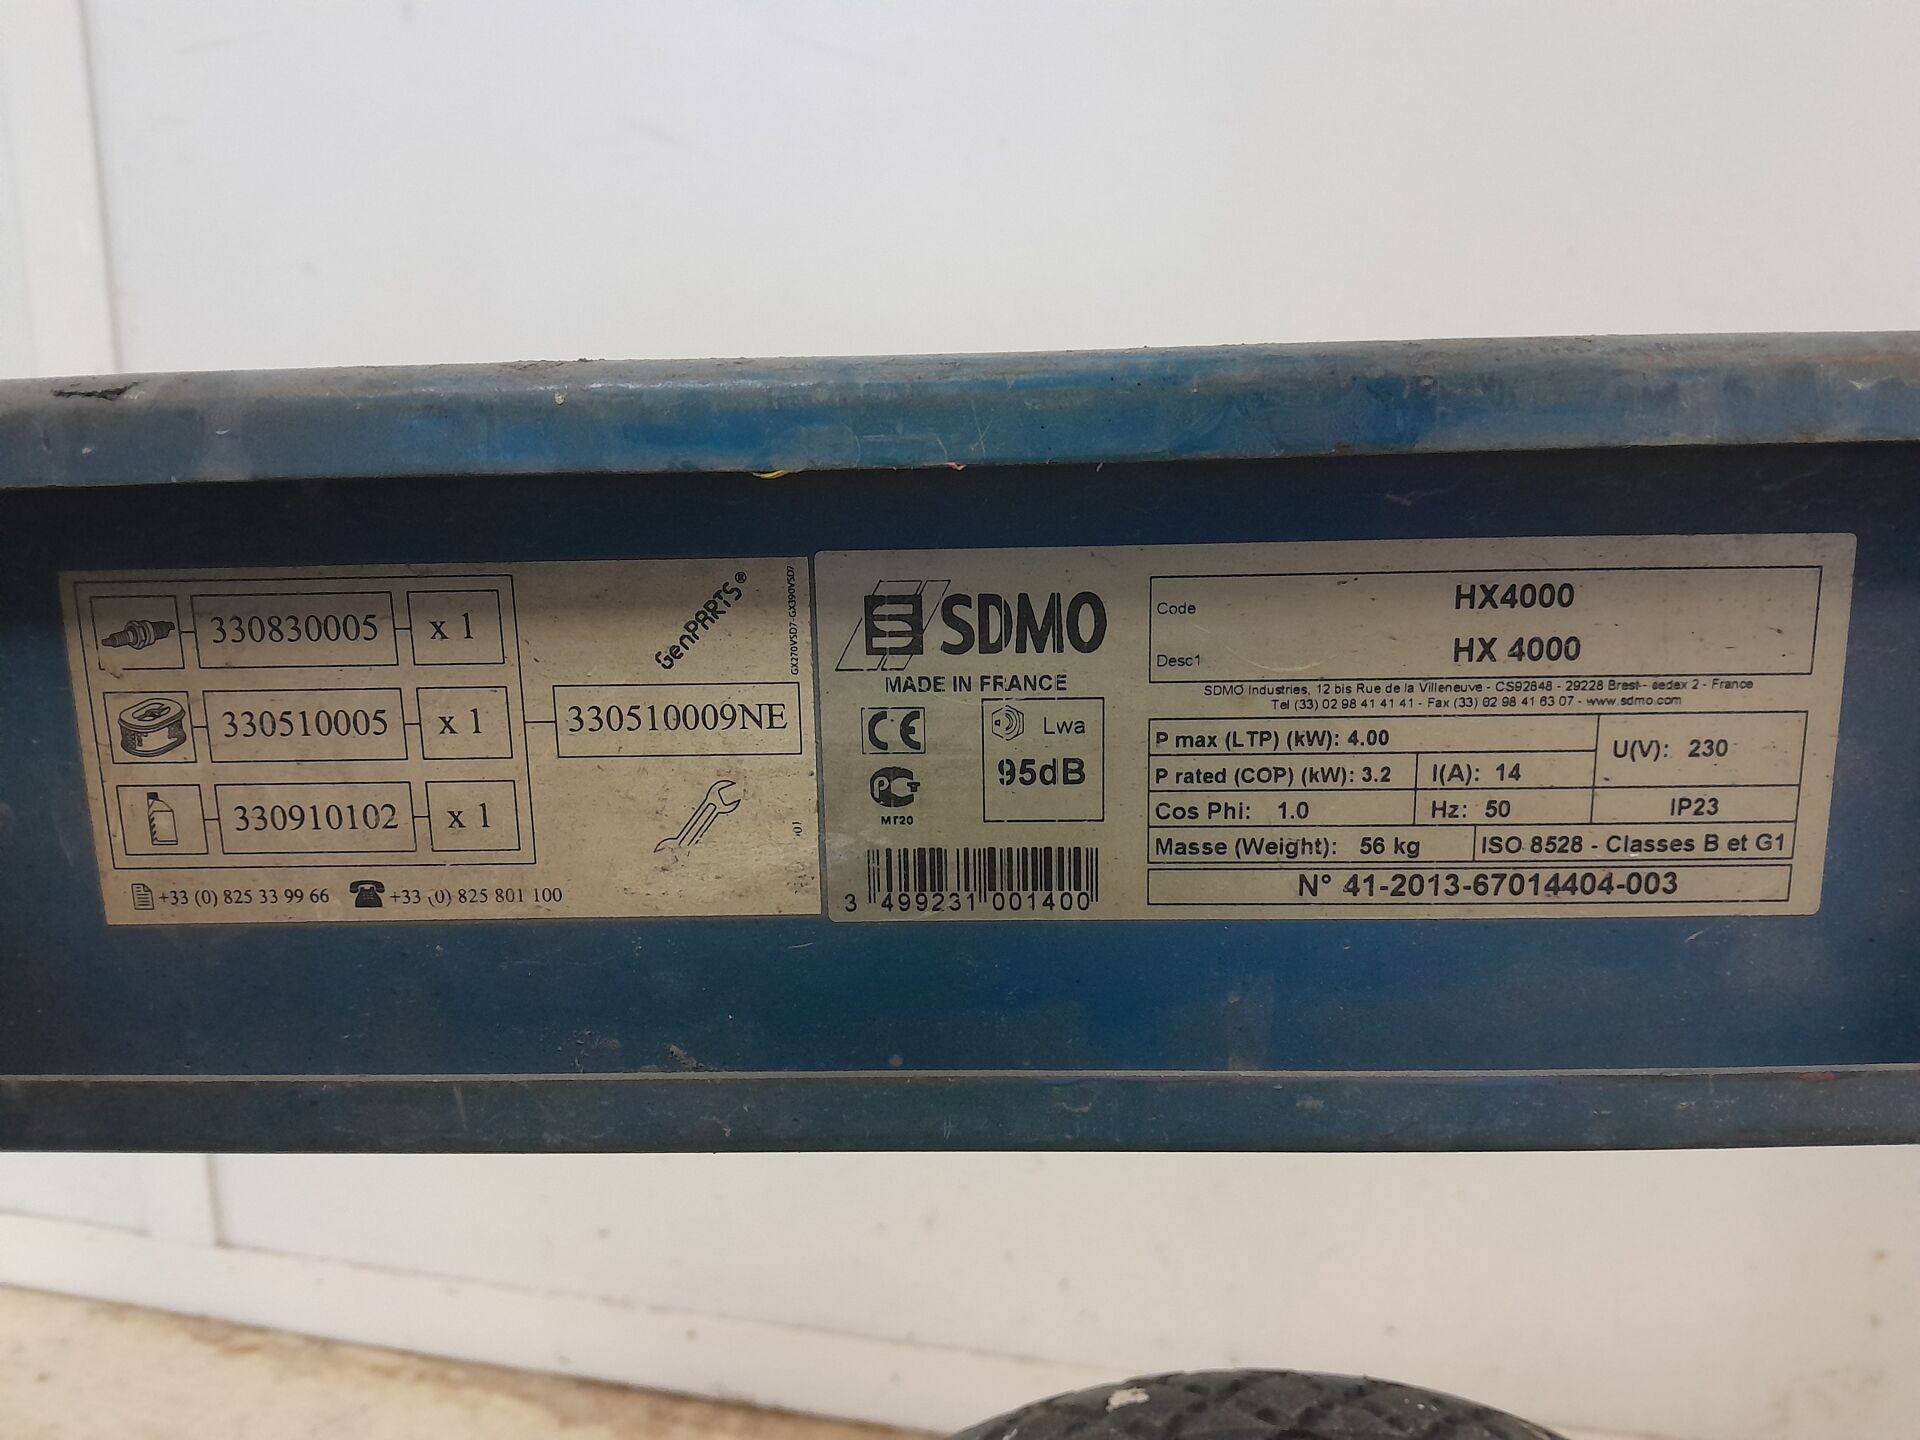 330830005 x 1
330510005 x 1
330910102 x 1
330510009NE
GenPARTS®
GX270VSD7-GX390VSD7
+33 (0) 825 33 99 66 +33 (0) 825 801 100
SDMO
MADE IN FRANCE
CE
Lwa
95dB
МГ20
3 499231 001400
Code HX4000
Desc1 HX 4000
SDMO Industries, 12 bis Rue de la Villeneuve - CS92848 - 29228 Brest - cedex 2 - France
Tel (33) 02 98 41 41 41 - Fax (33) 02 98 41 63 07 - www.sdmo.com
P max (LTP) (kW): 4.00
U(V): 230
P rated (COP) (kW): 3.2 I(A): 14
Cos Phi: 1.0 Hz: 50 IP23
Masse (Weight): 56 kg ISO 8528 - Classes B et G1
N° 41-2013-67014404-003